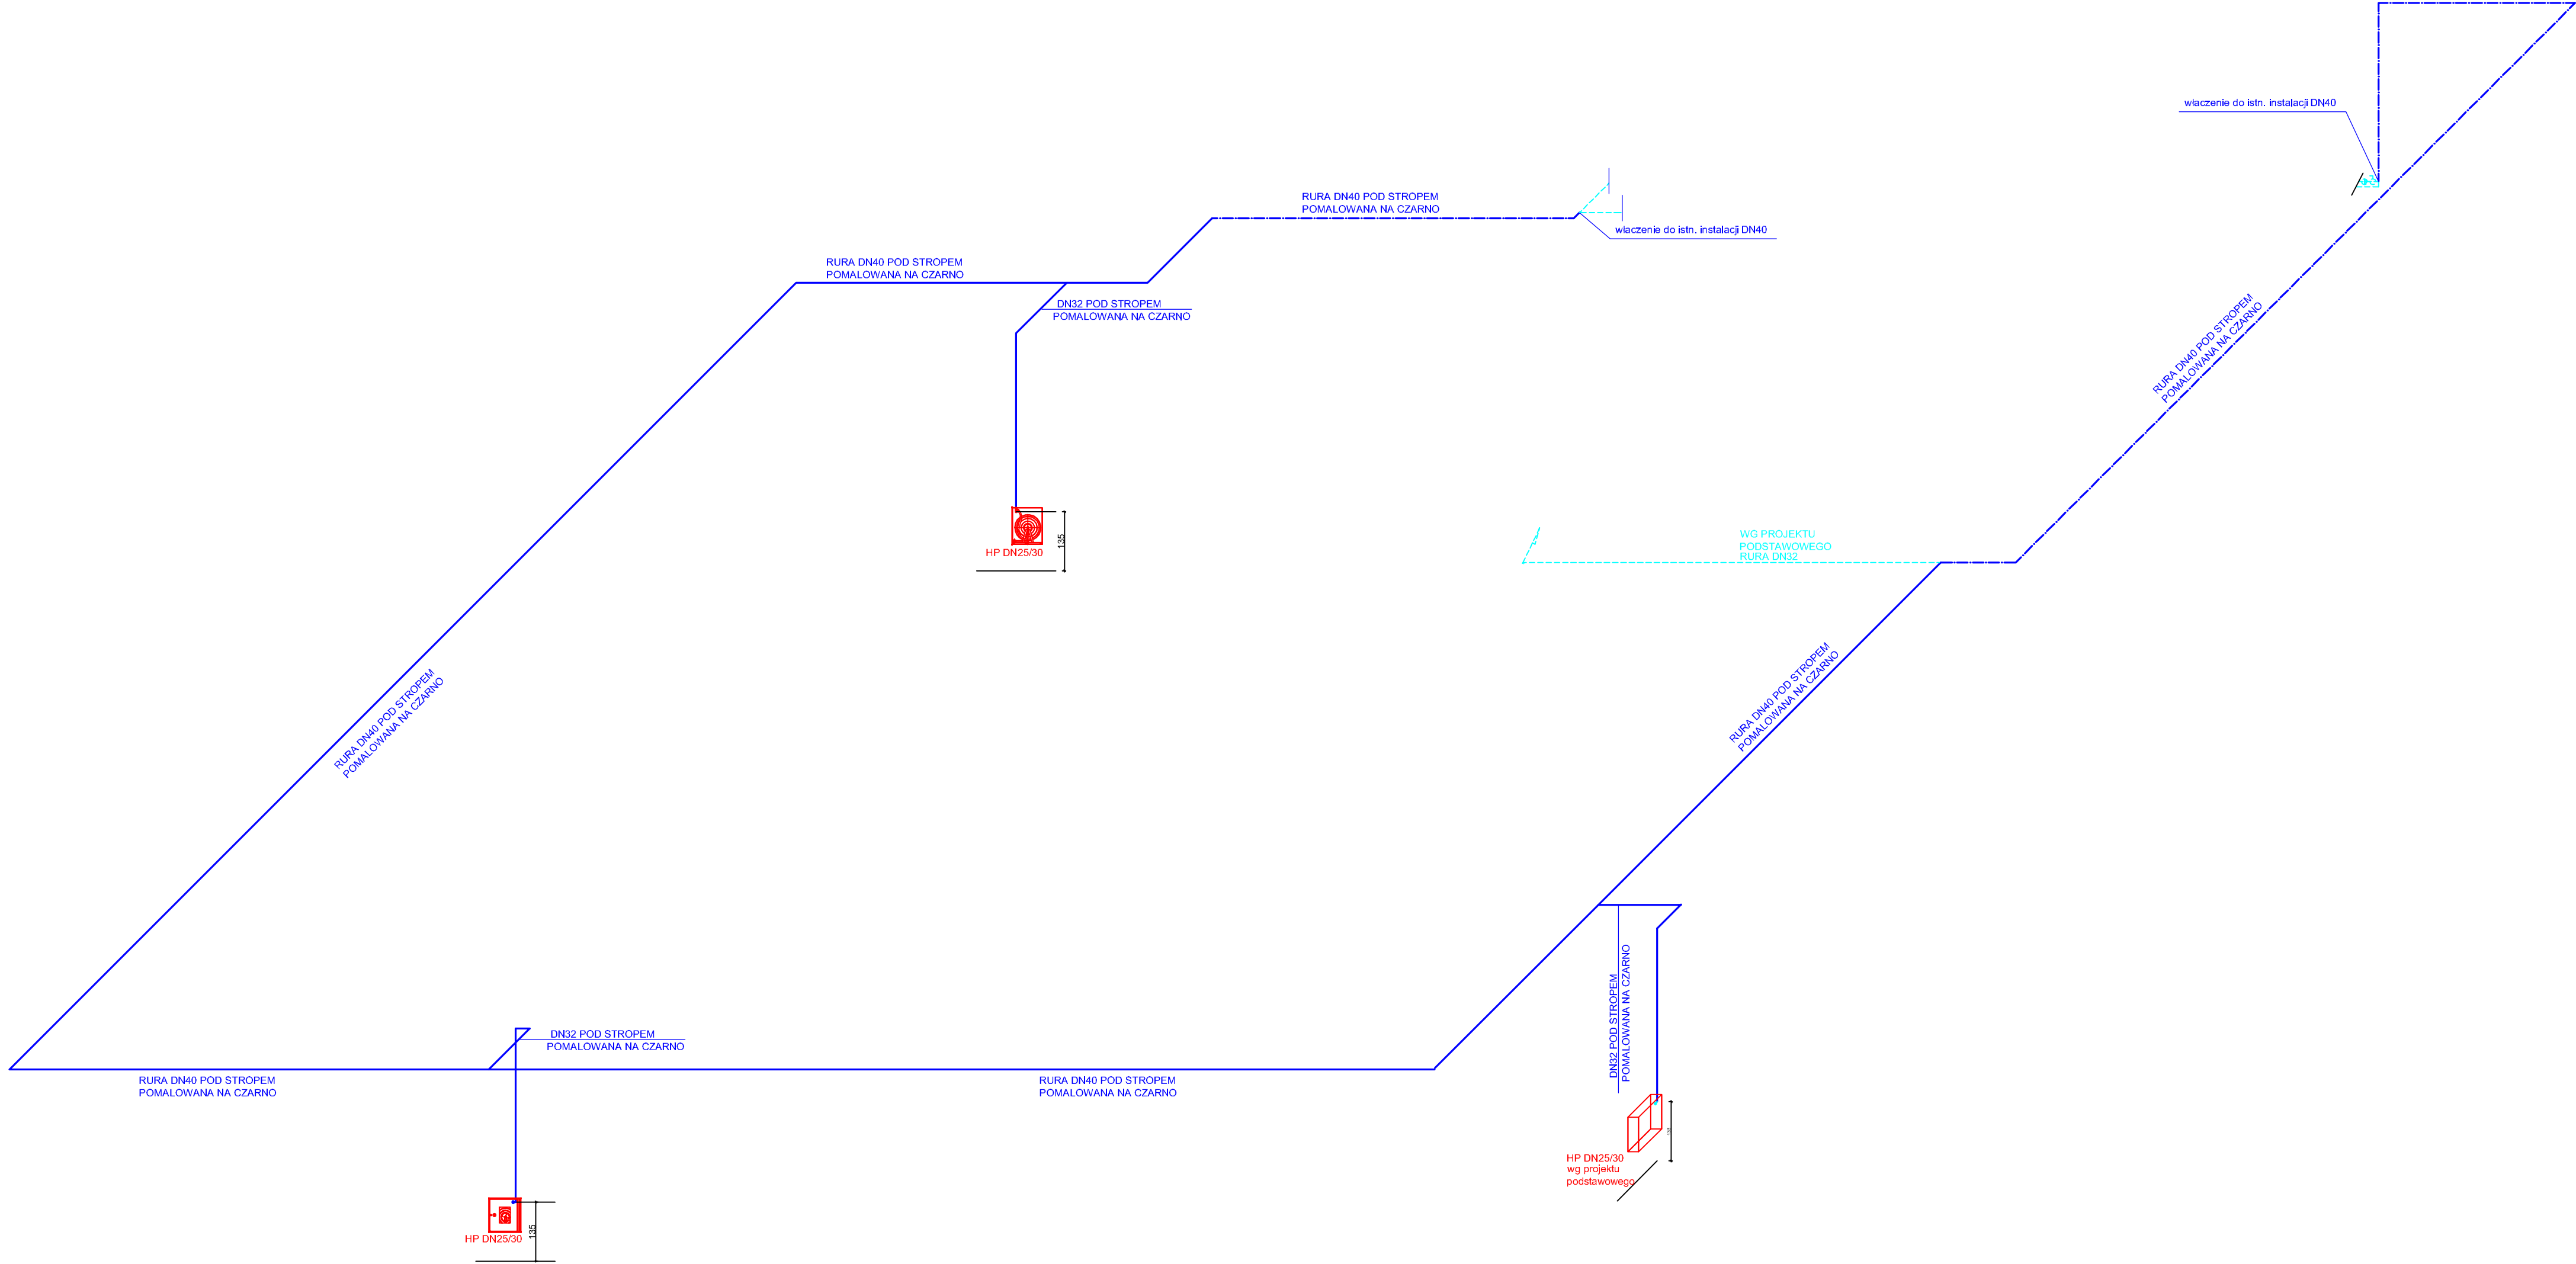 właczenie do istn. instalacji DN40
RURA DN40 POD STROPEM
POMALOWANA NA CZARNO
właczenie do istn. instalacji DN40
RURA DN40 POD STROPEM
POMALOWANA NA CZARNO
DN32 POD STROPEM
POMALOWANA NA CZARNO
RURA DN40 POD STROPEM
POMALOWANA NA CZARNO
HP DN25/30
135
WG PROJEKTU
PODSTAWOWEGO
RURA DN32
RURA DN40 POD STROPEM
POMALOWANA NA CZARNO
RURA DN40 POD STROPEM
POMALOWANA NA CZARNO
DN32 POD STROPEM
POMALOWANA NA CZARNO
DN32 POD STROPEM
POMALOWANA NA CZARNO
RURA DN40 POD STROPEM
POMALOWANA NA CZARNO
RURA DN40 POD STROPEM
POMALOWANA NA CZARNO
HP DN25/30
wg projektu
podstawowego
HP DN25/30
135